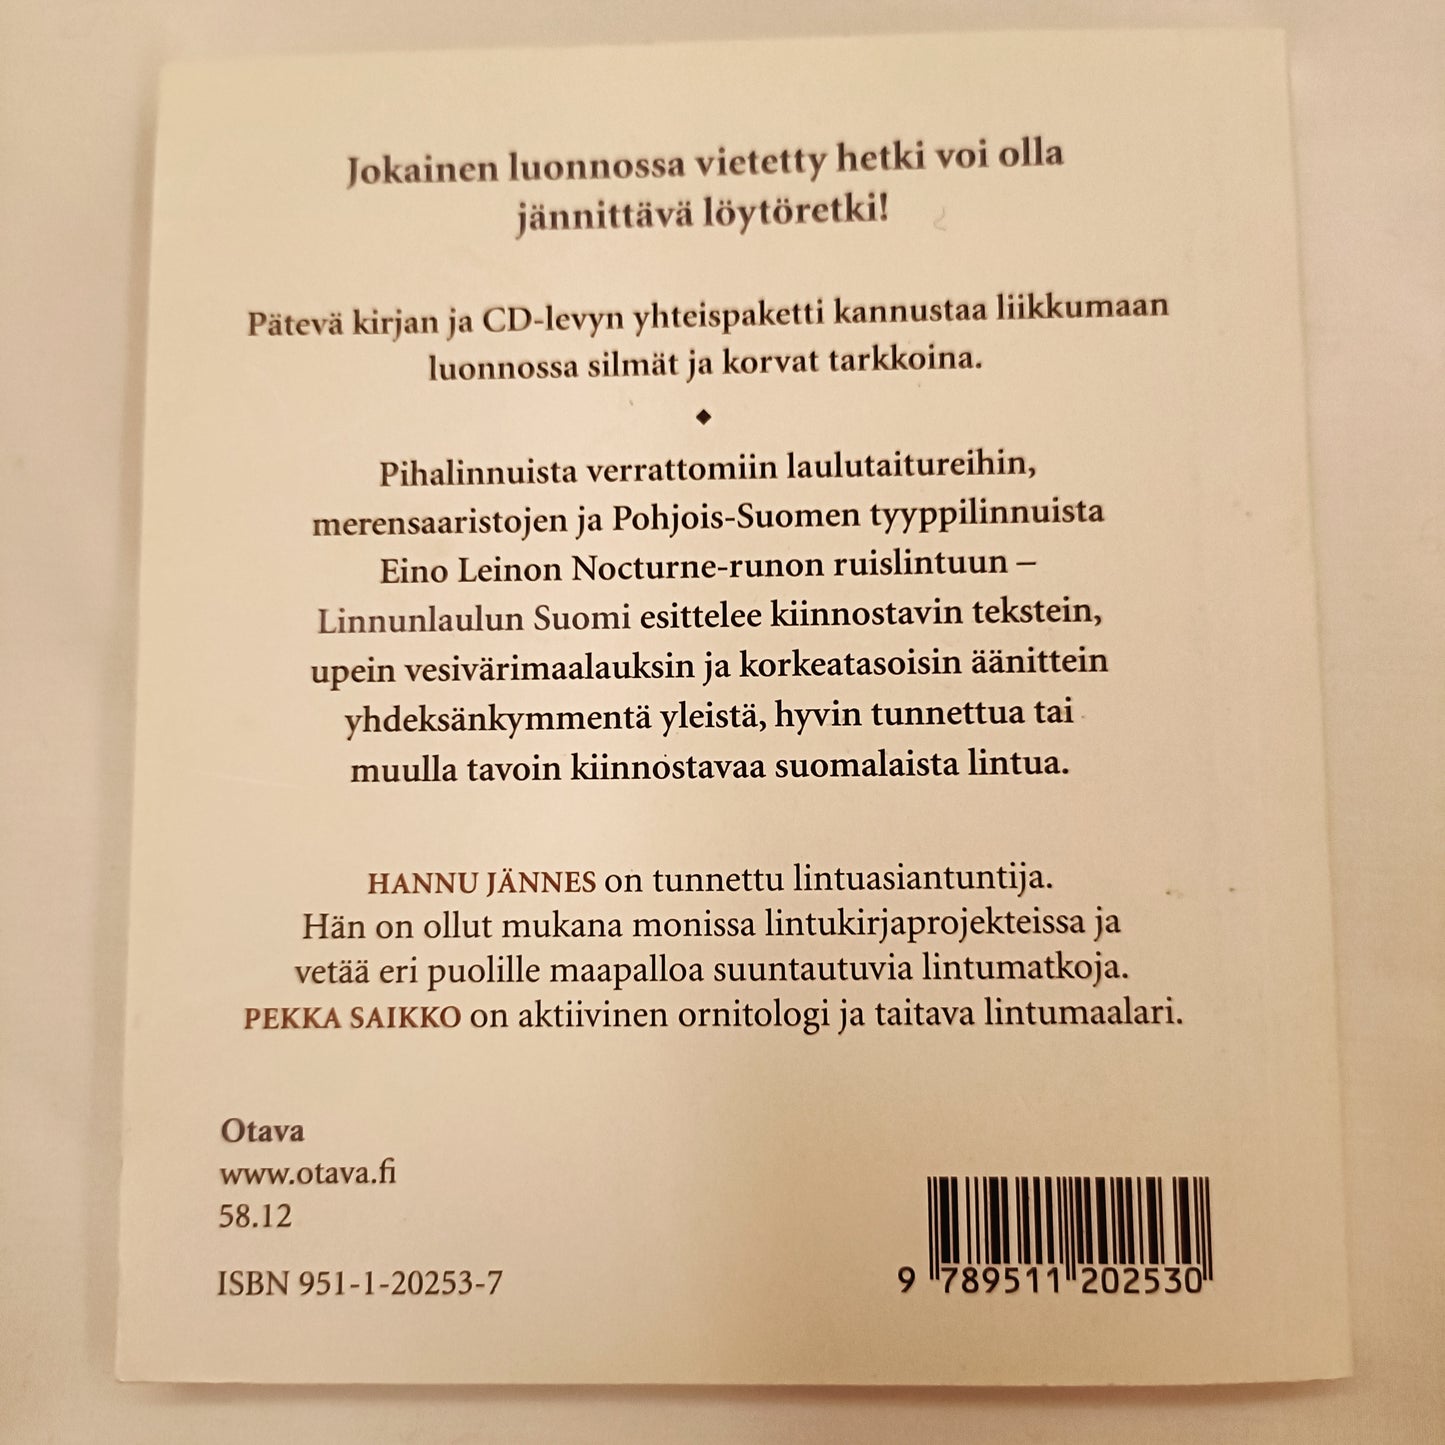 Jokainen luonnossa vietetty hetki voi olla
jännittävä löytöretki!
Pätevä kirjan ja CD-levyn yhteispaketti kannustaa liikkumaan
luonnossa silmät ja korvat tarkkoina.
◆
Pihalinnuista verrattomiin laulutaitureihin,
merensaaristojen ja Pohjois-Suomen tyyppilinnuista
Eino Leinon Nocturne-runon ruislintuun –
Linnunlaulun Suomi esittelee kiinnostavin tekstein,
upein vesivärimaalauksin ja korkeatasoisin äänittein
yhdeksänkymmentä yleistä, hyvin tunnettua tai
muulla tavoin kiinnostavaa suomalaista lintua.
HANNU JÄNNES on tunnettu lintuasiantuntija.
Hän on ollut mukana monissa lintukirjaprojekteissa ja
vetää eri puolille maapalloa suuntautuvia lintumatkoja.
PEKKA SAIKKO on aktiivinen ornitologi ja taitava lintumaalari.
Otava
www.otava.fi
58.12
ISBN 951-1-20253-7
9 789511 202530